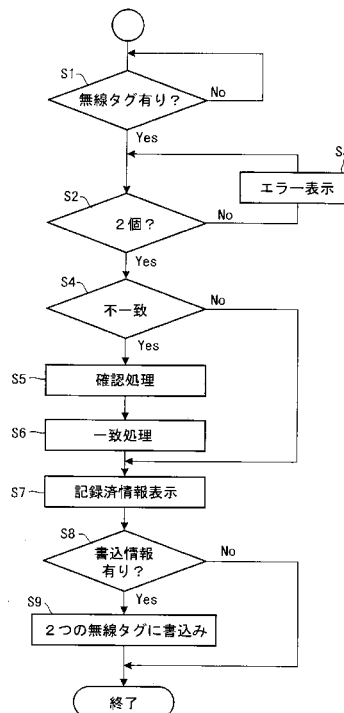 S1
無線タグ有り？
No
Yes
エラー表示
S2
２個？
No
Yes
S4
不一致
No
Yes
S5
確認処理
S6
一致処理
S7
記録済情報表示
S8
書込情報
有り？
No
Yes
S9
２つの無線タグに書込み
終了